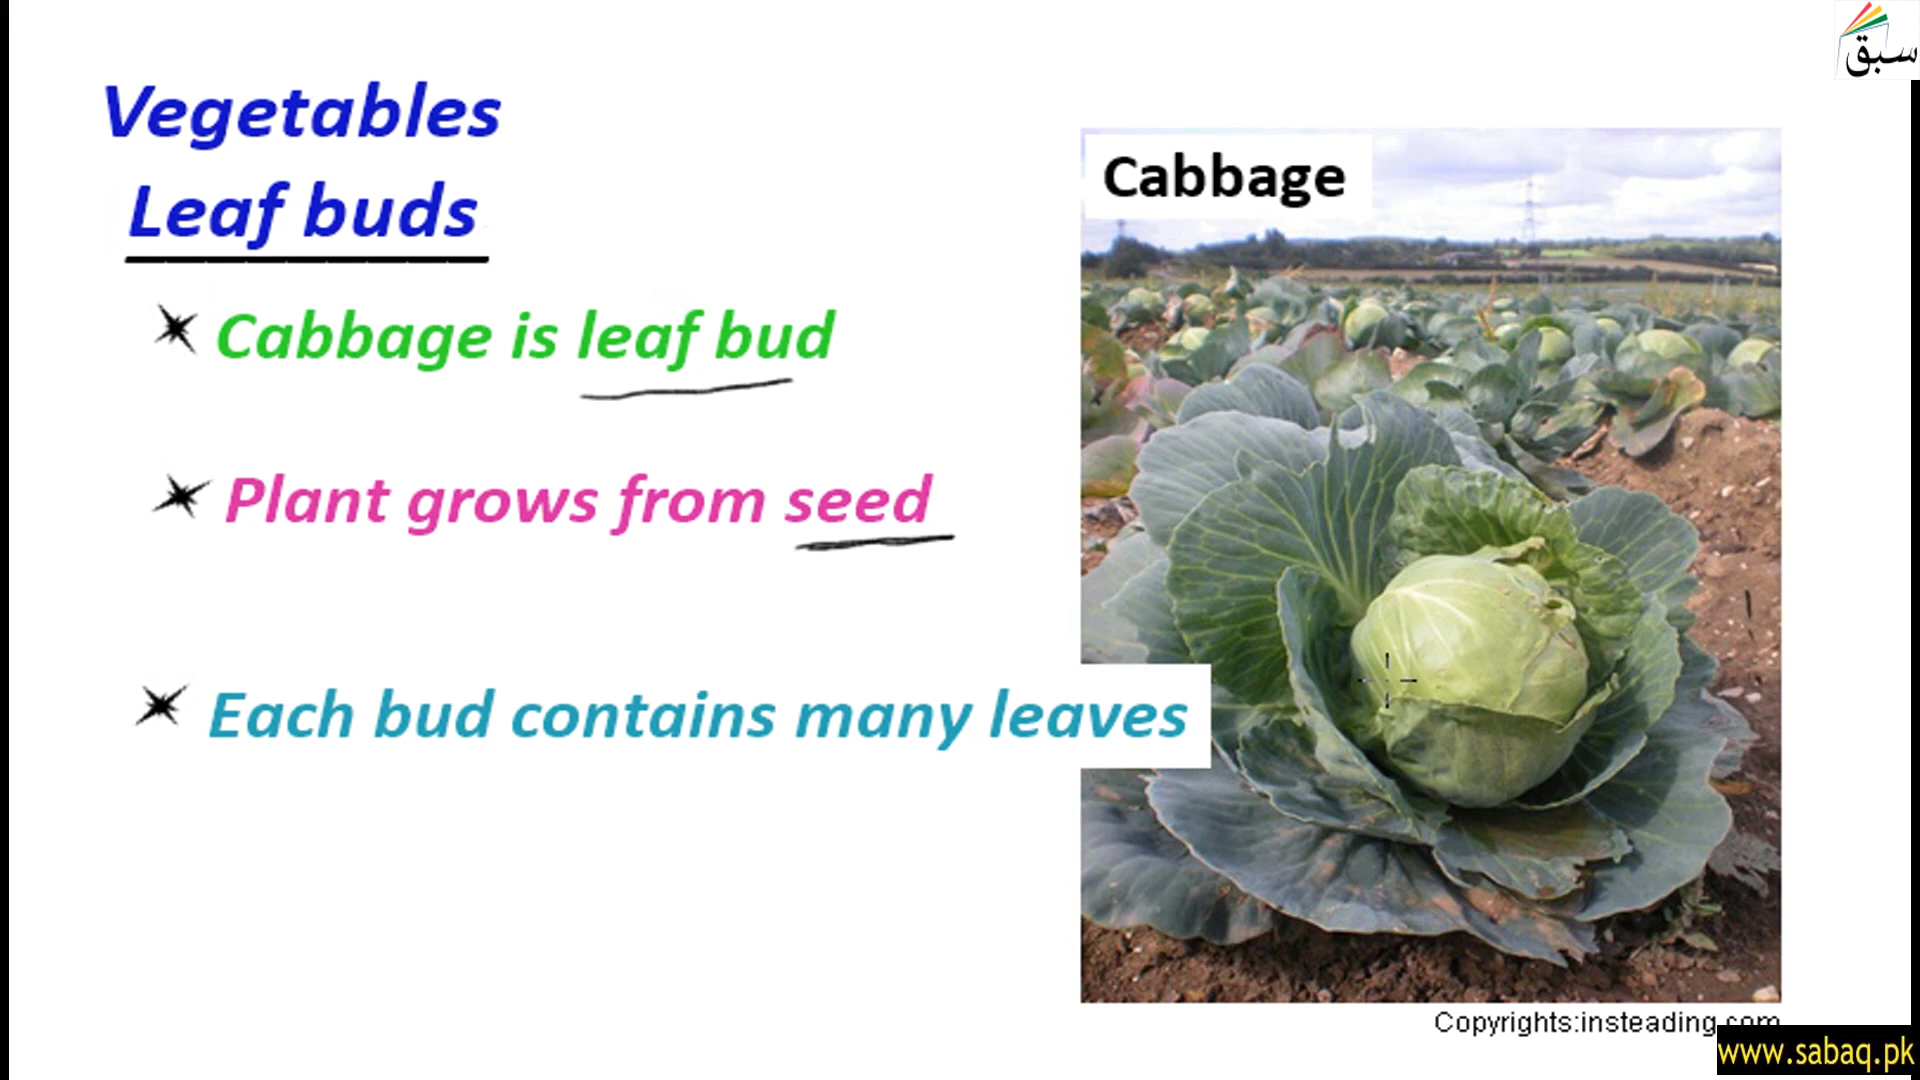 سبق
Vegetables
Leaf buds
Cabbage is leaf bud
Plant grows from seed
Each bud contains many leaves
Cabbage
Copyrights:insteading.com
www.sabaq.pk